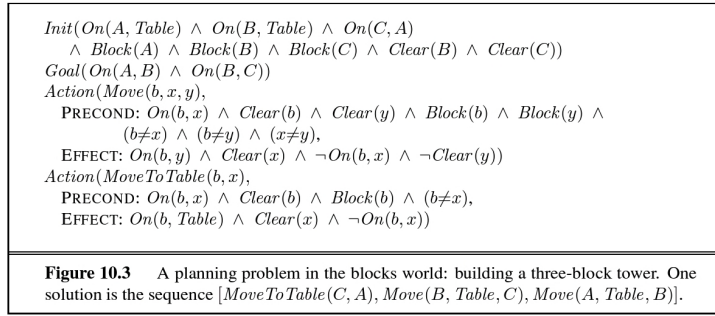 Init(On(A, Table) ∧ On(B, Table) ∧ On(C, A)
∧ Block(A) ∧ Block(B) ∧ Block(C) ∧ Clear(B) ∧ Clear(C))
Goal(On(A, B) ∧ On(B, C))
Action(Move(b, x, y),
PRECOND: On(b, x) ∧ Clear(b) ∧ Clear(y) ∧ Block(b) ∧ Block(y) ∧
(b≠x) ∧ (b≠y) ∧ (x≠y),
EFFECT: On(b, y) ∧ Clear(x) ∧ ¬On(b, x) ∧ ¬Clear(y))
Action(MoveToTable(b, x),
PRECOND: On(b, x) ∧ Clear(b) ∧ Block(b) ∧ (b≠x),
EFFECT: On(b, Table) ∧ Clear(x) ∧ ¬On(b, x))
Figure 10.3 A planning problem in the blocks world: building a three-block tower. One
solution is the sequence [MoveToTable(C, A), Move(B, Table, C), Move(A, Table, B)].